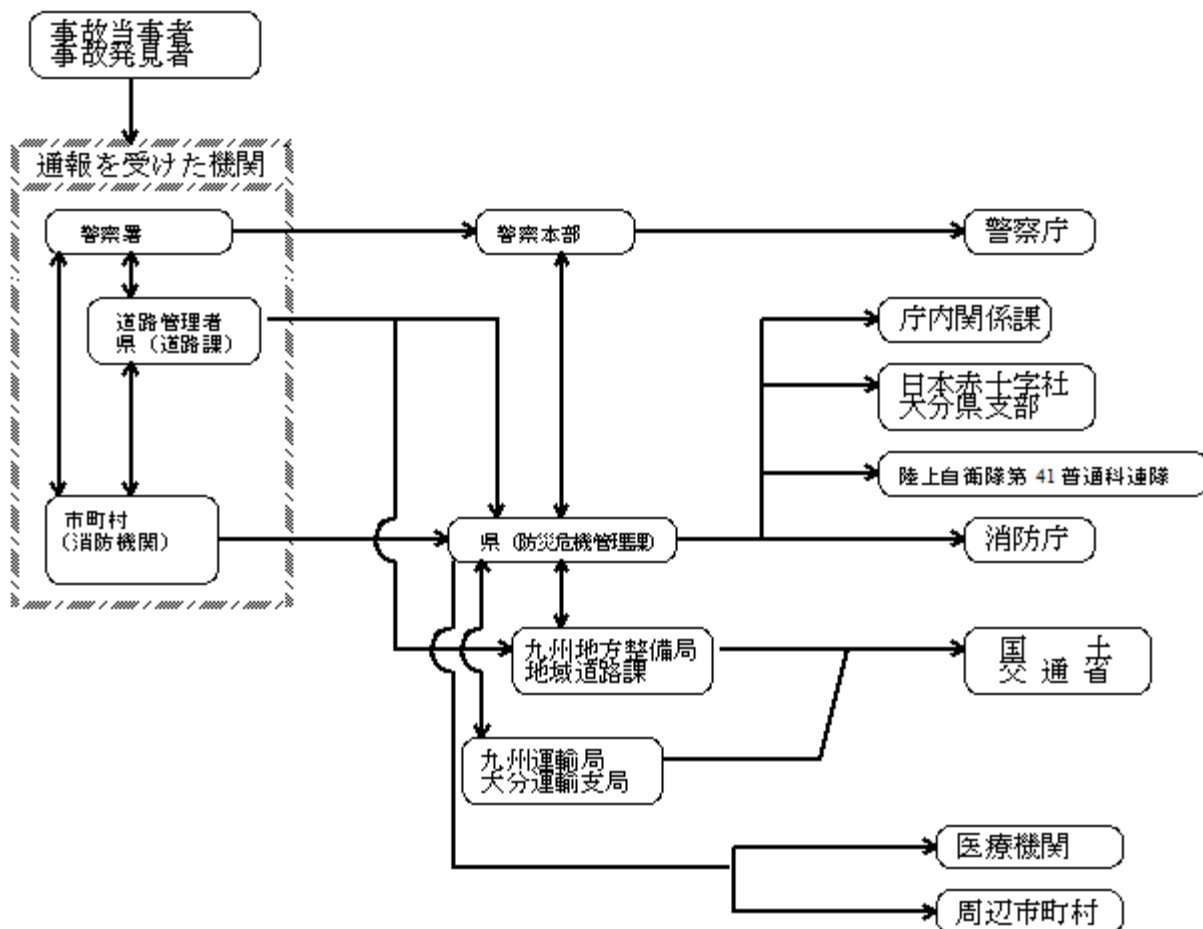 事故当事者
事故発見者
通報を受けた機関
警察署
警察本部
警察庁
道路管理者
県（道路課）
庁内関係課
日本赤十字社
大分県支部
陸上自衛隊第 41 普通科連隊
市町村
（消防機関）
県（防災危機管理課）
消防庁
九州地方整備局
地域道路課
国土
交通省
九州運輸局
大分運輸支局
医療機関
周辺市町村